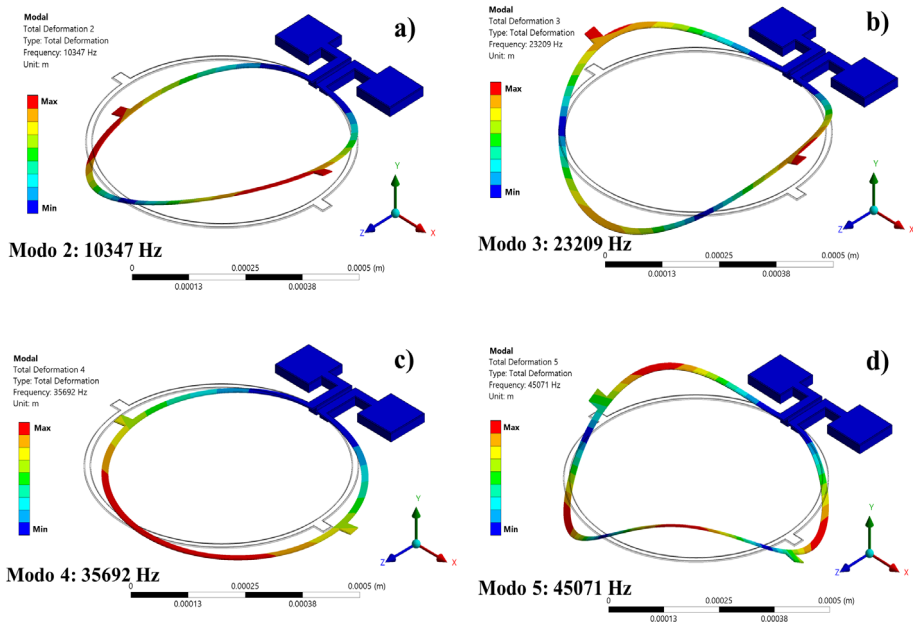 Modal
Total Deformation 2
Type: Total Deformation
Frequency: 10347 Hz
Unit: m
a)
Max
Min
Y
Z
X
Modo 2: 10347 Hz
0 0.00025 0.0005 (m)
0.00013 0.00038
Modal
Total Deformation 3
Type: Total Deformation
Frequency: 23209 Hz
Unit: m
b)
Max
Min
Y
Z
X
Modo 3: 23209 Hz
0 0.00025 0.0005 (m)
0.00013 0.00038
Modal
Total Deformation 4
Type: Total Deformation
Frequency: 35692 Hz
Unit: m
c)
Max
Min
Y
Z
X
Modo 4: 35692 Hz
0 0.00025 0.0005 (m)
0.00013 0.00038
Modal
Total Deformation 5
Type: Total Deformation
Frequency: 45071 Hz
Unit: m
d)
Max
Min
Y
Z
X
Modo 5: 45071 Hz
0 0.00025 0.0005 (m)
0.00013 0.00038